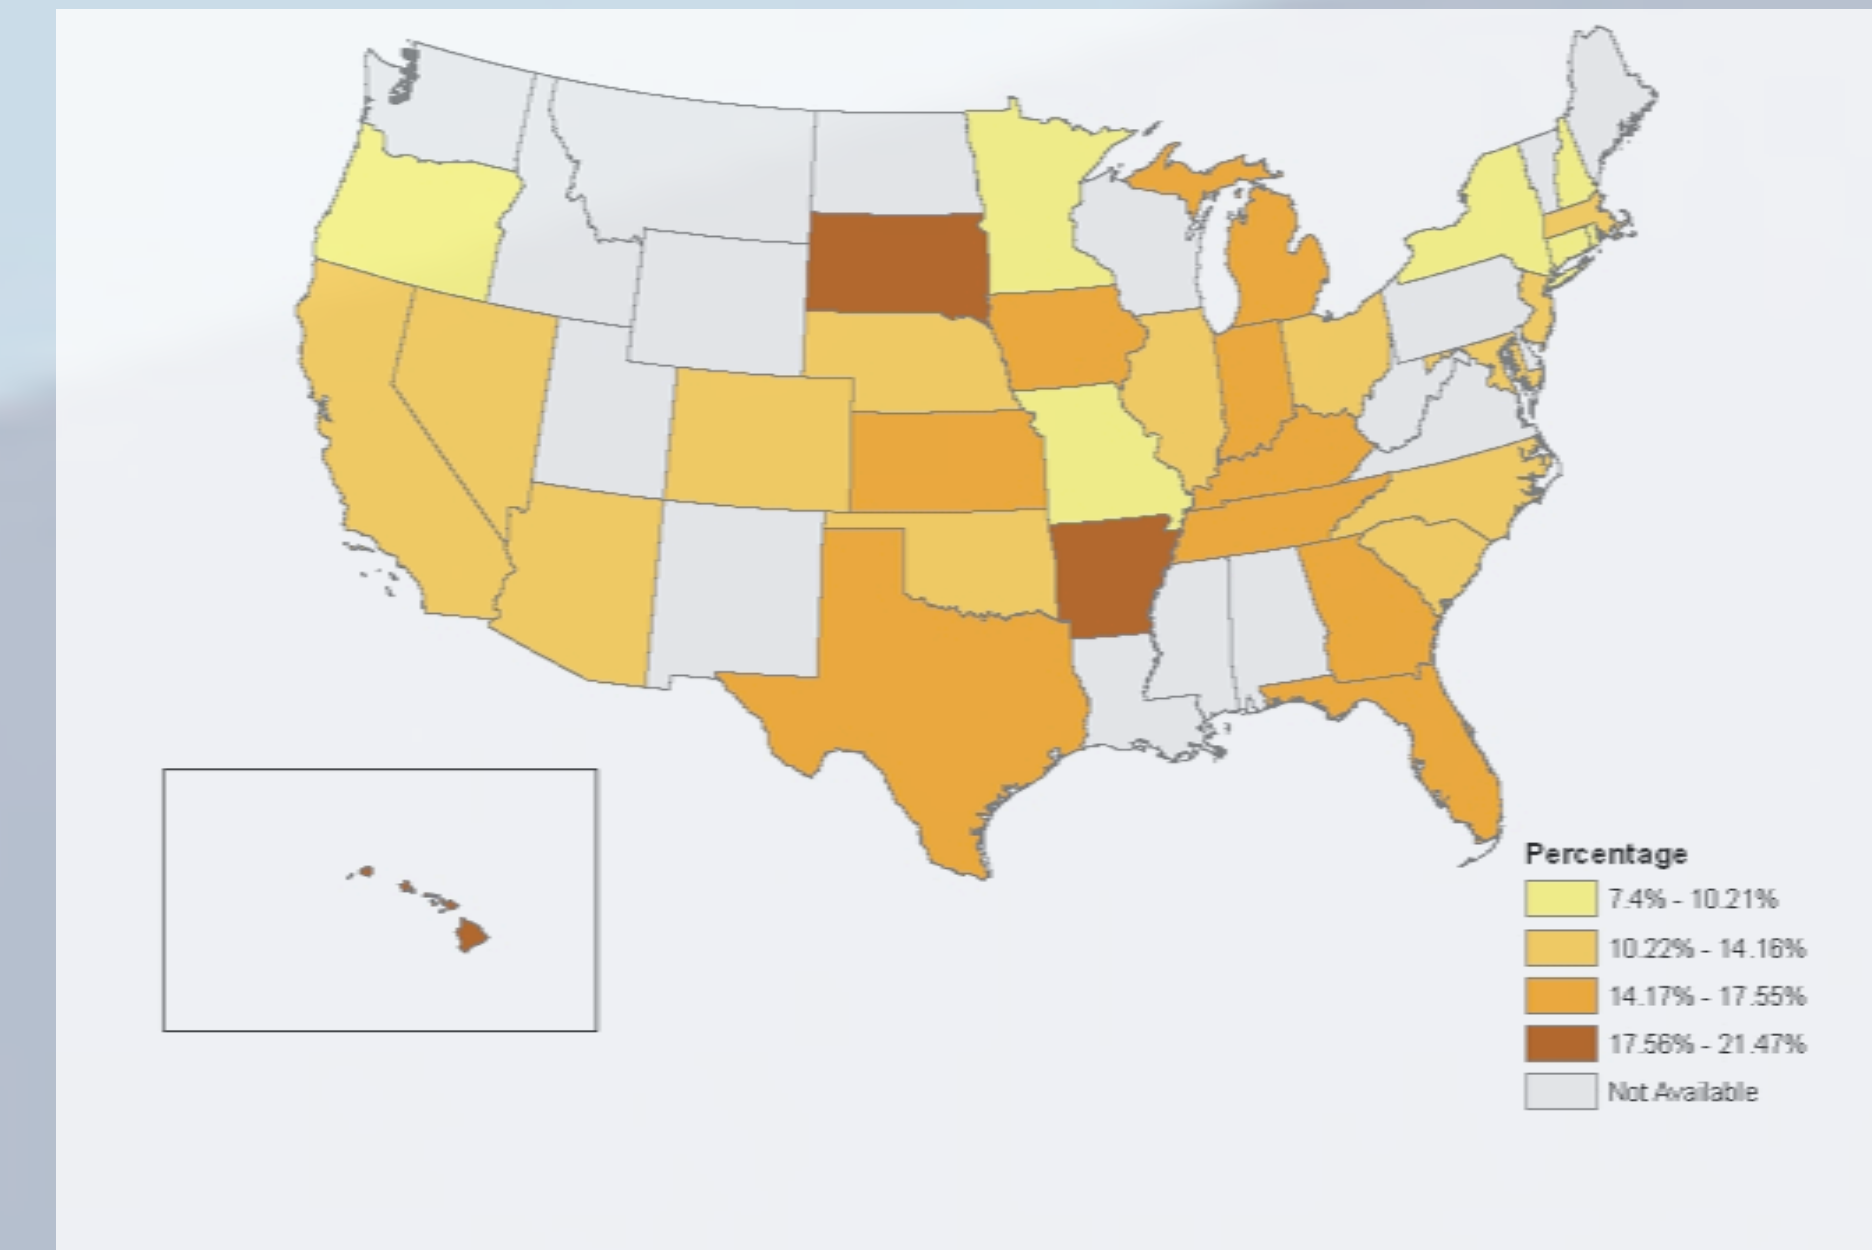 Percentage
7.4% - 10.21%
10.22% - 14.16%
14.17% - 17.55%
17.56% - 21.47%
Not Available